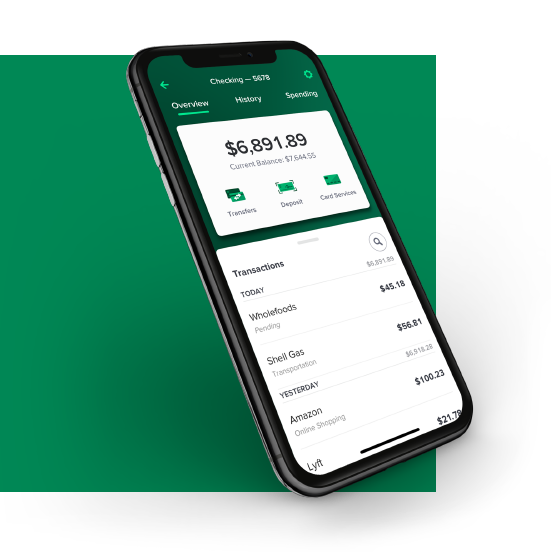 Checking — 5678
Overview History Spending
$6,891.89
Current Balance: $7,644.55
Transfers Deposit Card Services
Transactions
TODAY $6,891.89
Wholefoods $45.18
Pending
Shell Gas $56.81
Transportation
YESTERDAY $6,918.28
Amazon $100.23
Online Shopping
Lyft $21.79